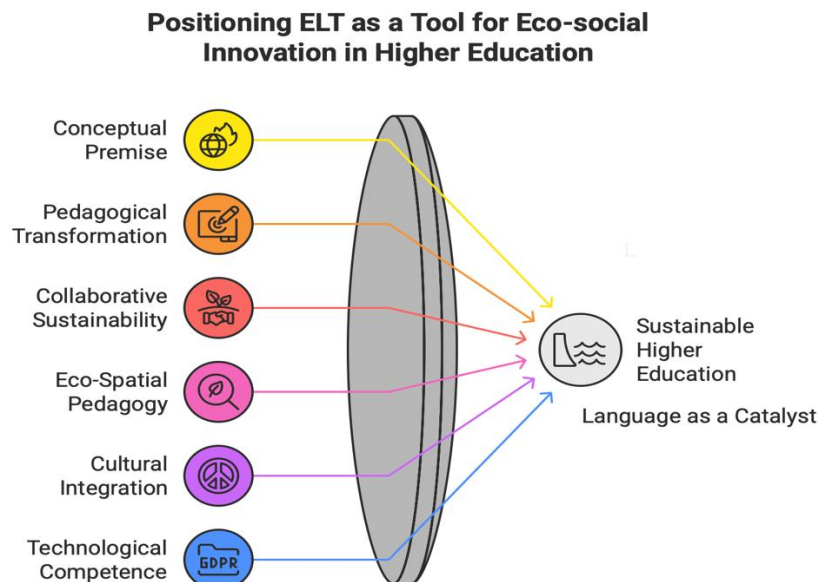 Positioning ELT as a Tool for Eco-social
Innovation in Higher Education
Conceptual
Premise
Pedagogical
Transformation
Collaborative
Sustainability
Eco-Spatial
Pedagogy
Cultural
Integration
Technological
Competence
GDPR
Sustainable
Higher
Education
Language as a Catalyst